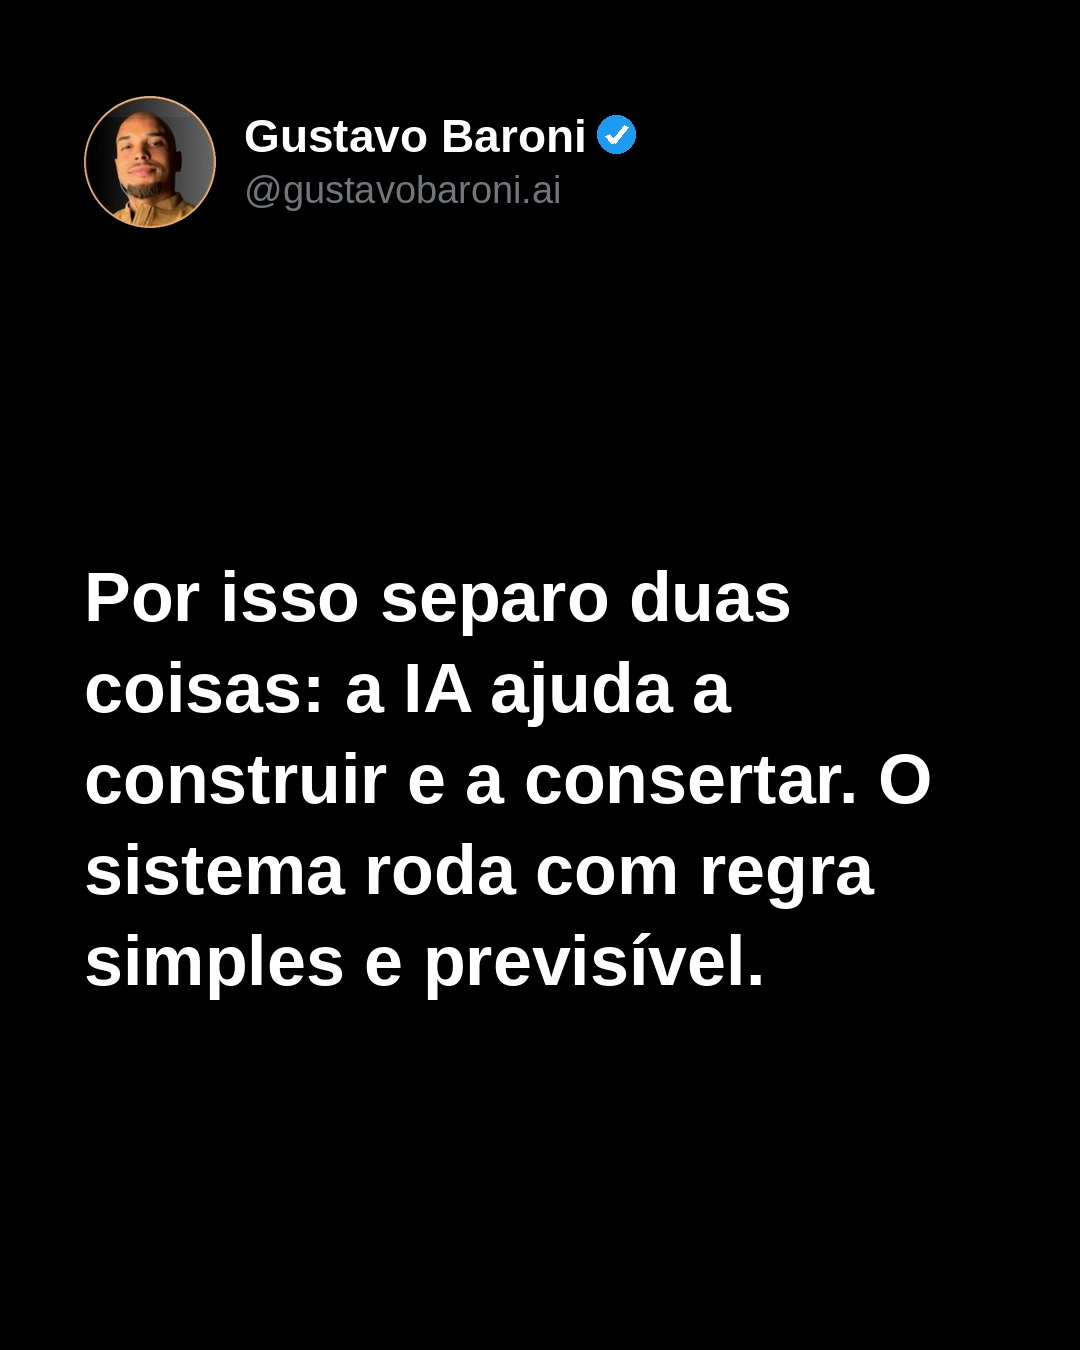 Gustavo Baroni
@gustavobaroni.ai
Por isso separo duas
coisas: a IA ajuda a
construir e a consertar. O
sistema roda com regra
simples e previsível.